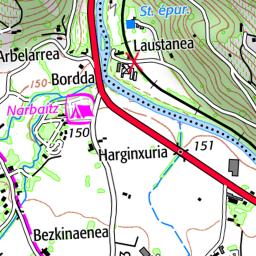 St. épur.
Laustanea
Arbelarrea
150
Bordda
Narbaitz
150
Harginxuria
151
Bezkinaenea